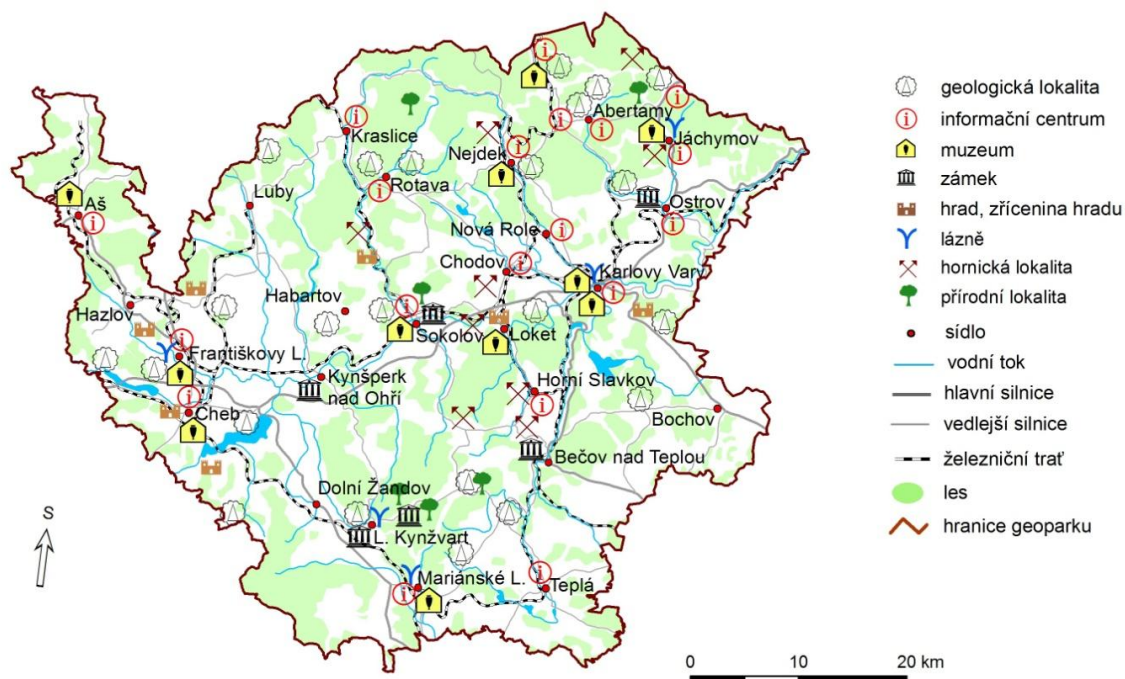 Abertamy
Jáchymov
Kraslice
Nejdek
Rotava
Luby
Aš
Ostrov
Nová Role
Chodov
Karlovy Vary
Habartov
Hazlov
Sokolov
Loket
Františkovy L.
Kynšperk
nad Ohří
Horní Slavkov
Cheb
Bochov
Bečov nad Teplou
Dolní Žandov
L. Kynžvart
Mariánské L.
Teplá
S
0 10 20 km
geologická lokalita
i informační centrum
muzeum
zámek
hrad, zřícenina hradu
lázně
hornická lokalita
přírodní lokalita
sídlo
vodní tok
hlavní silnice
vedlejší silnice
železniční trať
les
hranice geoparku